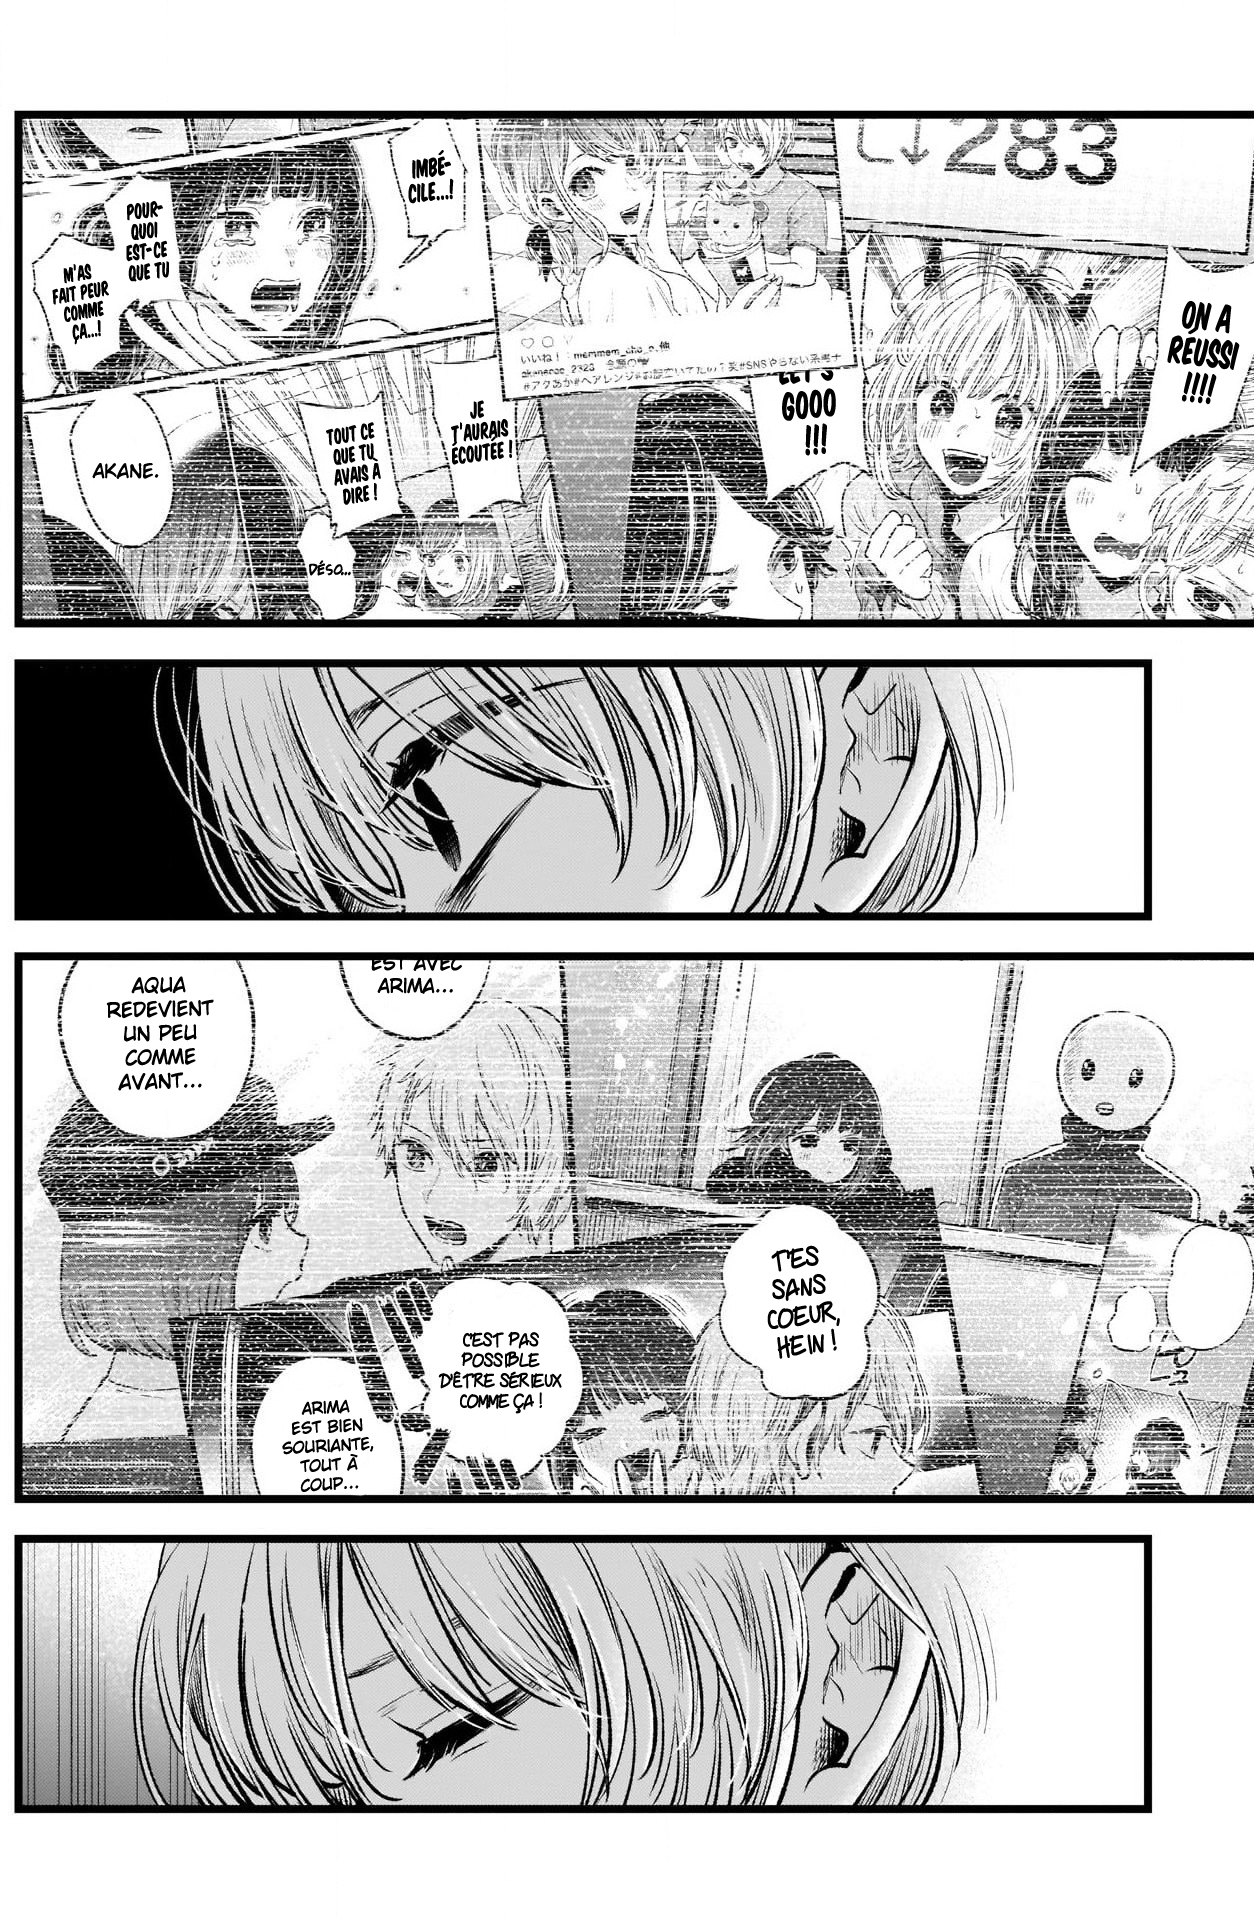 283
ON A
RÉUSSI
!!!!
LET'S
GOOO
!!!
IMBÉ-
CILE...!
POUR-
QUOI
EST-CE
QUE TU
M'AS
FAIT PEUR
COMME
ÇA...!
JE
T'AURAIS
ÉCOUTÉE !
TOUT CE
QUE TU
AVAIS À
DIRE !
DÉSO...
AKANE.
EST AVEC
ARIMA...
AQUA
REDEVIENT
UN PEU
COMME
AVANT...
T'ES
SANS
COEUR,
HEIN !
C'EST PAS
POSSIBLE
D'ÊTRE SÉRIEUX
COMME ÇA !
ARIMA
EST BIEN
SOURIANTE,
TOUT À
COUP...